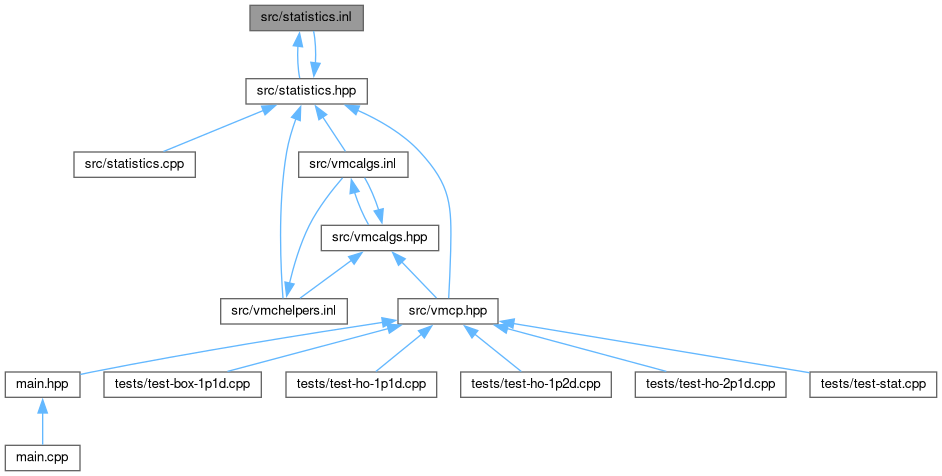 src/statistics.inl
src/statistics.hpp
src/statistics.cpp
src/vmcalgs.inl
src/vmcalgs.hpp
src/vmchelpers.inl
src/vmcp.hpp
main.hpp
tests/test-box-1p1d.cpp
tests/test-ho-1p1d.cpp
tests/test-ho-1p2d.cpp
tests/test-ho-2p1d.cpp
tests/test-stat.cpp
main.cpp